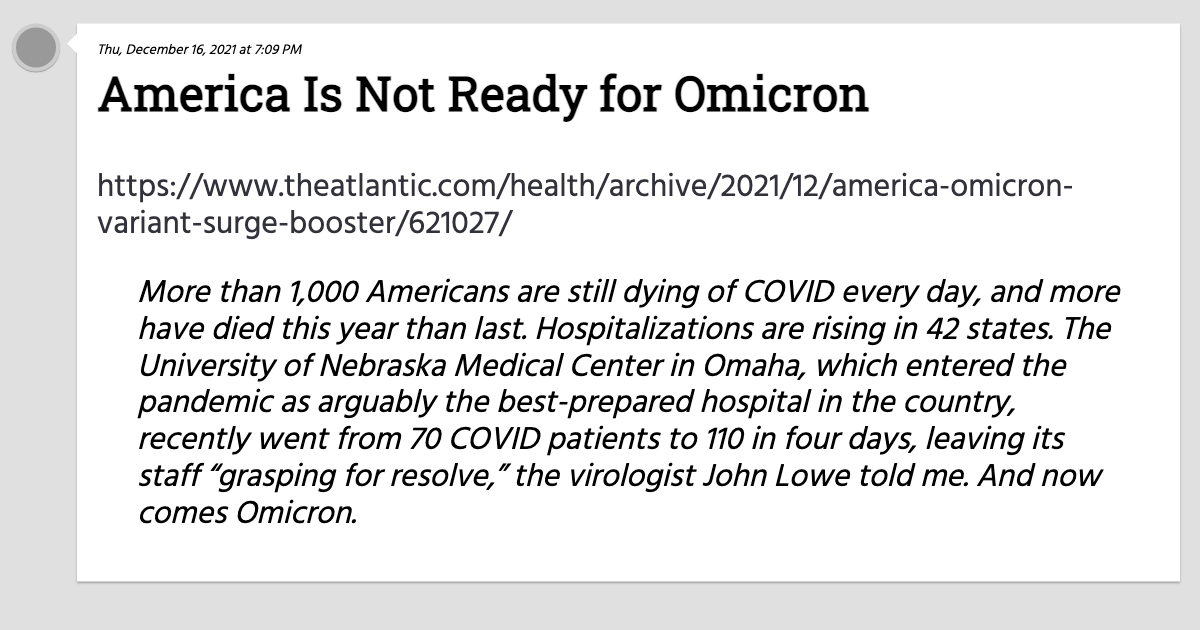 Thu, December 16, 2021 at 7:09 PM
America Is Not Ready for Omicron
https://www.theatlantic.com/health/archive/2021/12/america-omicron-
variant-surge-booster/621027/
More than 1,000 Americans are still dying of COVID every day, and more
have died this year than last. Hospitalizations are rising in 42 states. The
University of Nebraska Medical Center in Omaha, which entered the
pandemic as arguably the best-prepared hospital in the country,
recently went from 70 COVID patients to 110 in four days, leaving its
staff “grasping for resolve,” the virologist John Lowe told me. And now
comes Omicron.